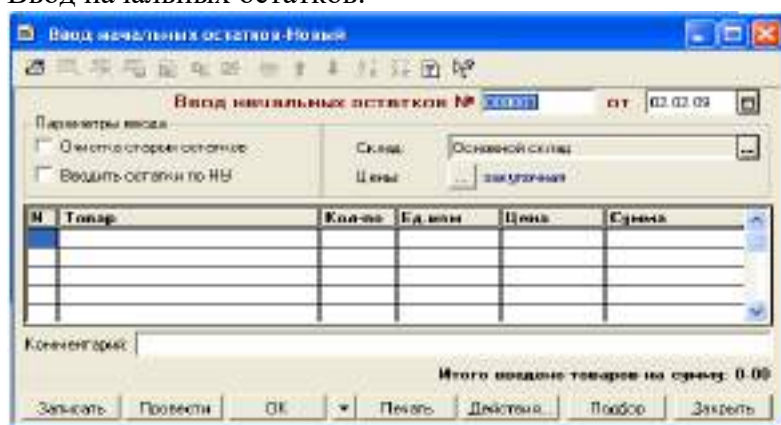 Ввод начальных остатков.
Ввод начальных остатков-Новый
Ввод начальных остатков № 000001 от 02.02.09
Параметры ввода
Очистка старых остатков
Склад: Основной склад ...
Вводить остатки по НУ
Цены: ... закупочная
N Товар Кол-во Ед.изм Цена Сумма
Комментарий:
Итого введено товаров на сумму: 0.00
Записать Провести OK Печать Действия... Подбор Закрыть